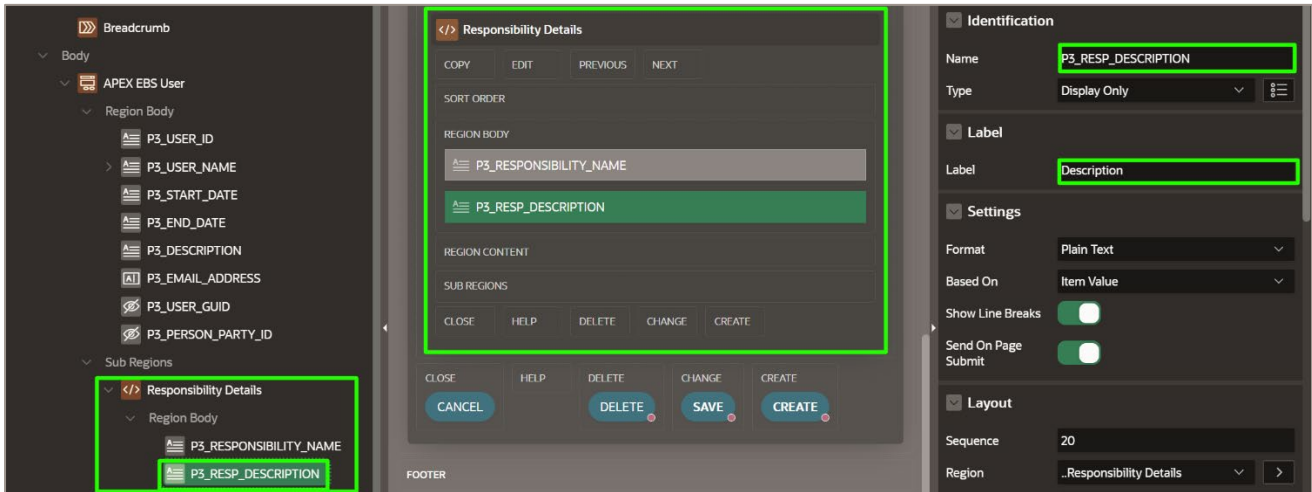 Breadcrumb
Body
APEX EBS User
Region Body
P3_USER_ID
P3_USER_NAME
P3_START_DATE
P3_END_DATE
P3_DESCRIPTION
P3_EMAIL_ADDRESS
P3_USER_GUID
P3_PERSON_PARTY_ID
Sub Regions
</> Responsibility Details
Region Body
P3_RESPONSIBILITY_NAME
P3_RESP_DESCRIPTION
</> Responsibility Details
COPY EDIT PREVIOUS NEXT
SORT ORDER
REGION BODY
P3_RESPONSIBILITY_NAME
P3_RESP_DESCRIPTION
REGION CONTENT
SUB REGIONS
CLOSE HELP DELETE CHANGE CREATE
CLOSE HELP DELETE CHANGE CREATE
CANCEL DELETE SAVE CREATE
FOOTER
Identification
Name P3_RESP_DESCRIPTION
Type Display Only
Label
Label Description
Settings
Format Plain Text
Based On Item Value
Show Line Breaks
Send On Page
Submit
Layout
Sequence 20
Region ..Responsibility Details